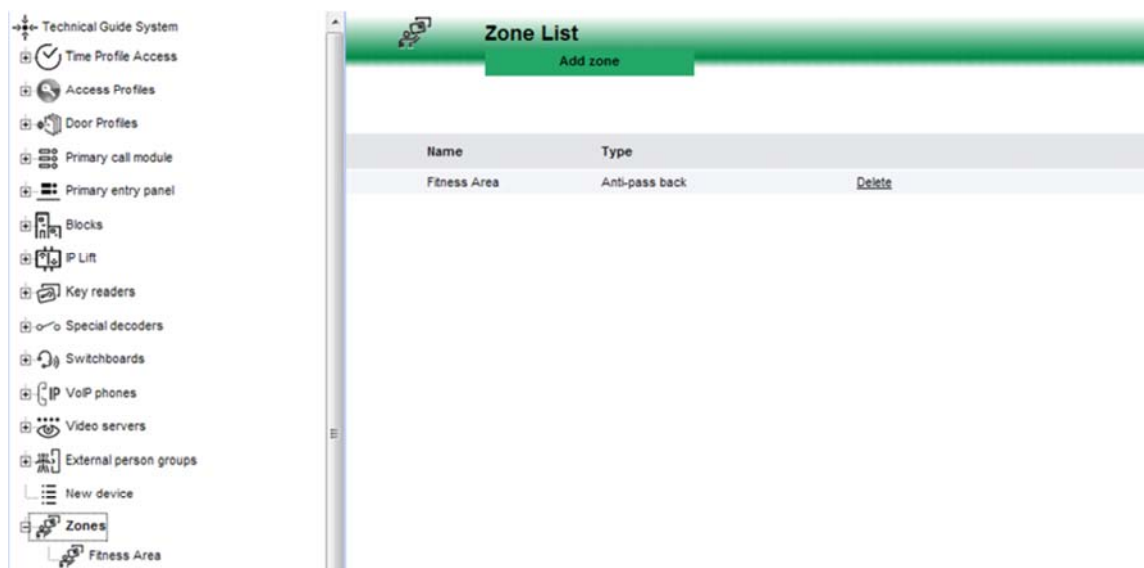 Technical Guide System
Time Profile Access
Access Profiles
Door Profiles
Primary call module
Primary entry panel
Blocks
IP Lift
Key readers
Special decoders
Switchboards
IP VoIP phones
Video servers
External person groups
New device
Zones
Fitness Area
Zone List
Add zone
Name Type
Fitness Area Anti-pass back Delete